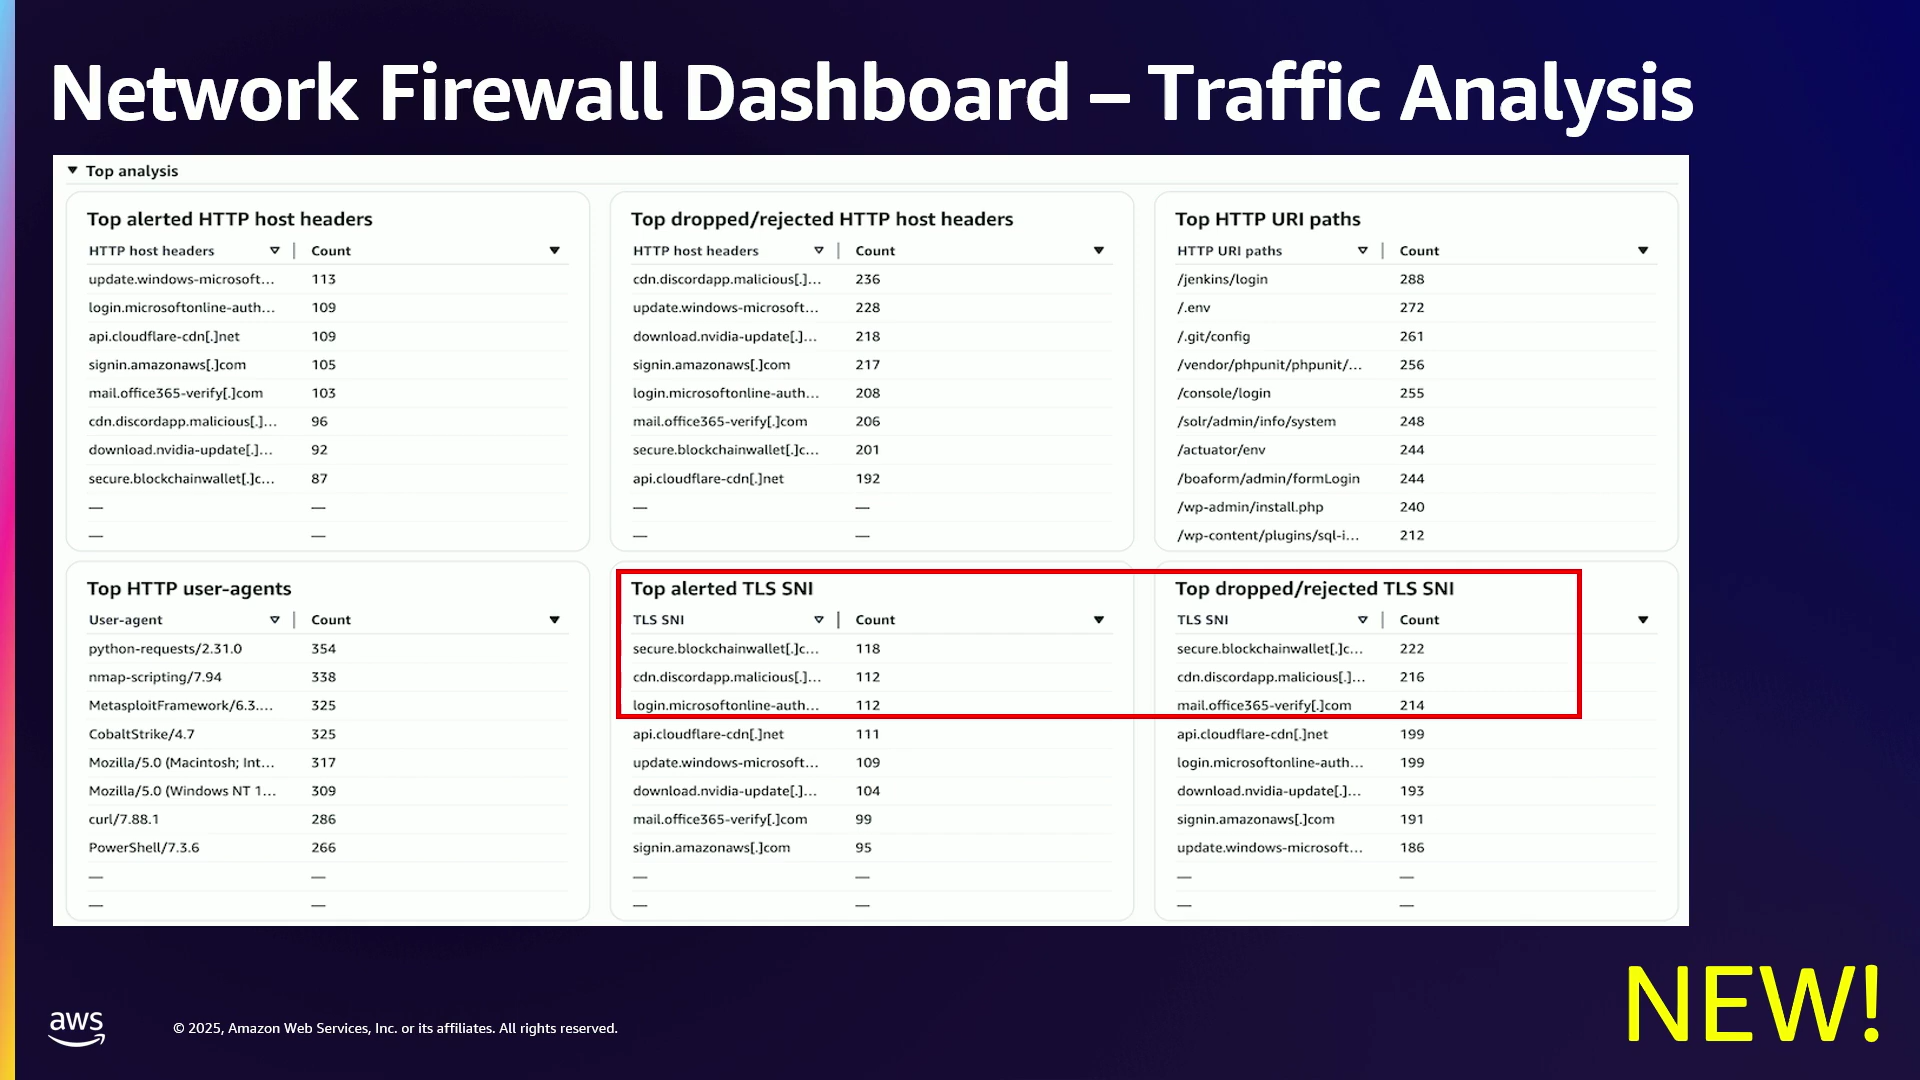 Network Firewall Dashboard – Traffic Analysis
Top analysis
Top alerted HTTP host headers
HTTP host headers Count
update.windows-microsoft... 113
login.microsoftonline-auth... 109
api.cloudflare-cdn[.]net 109
signin.amazonaws[.]com 105
mail.office365-verify[.]com 103
cdn.discordapp.malicious[.]... 96
download.nvidia-update[.]... 92
secure.blockchainwallet[.]c... 87
— —
— —
Top dropped/rejected HTTP host headers
HTTP host headers Count
cdn.discordapp.malicious[.]... 236
update.windows-microsoft... 228
download.nvidia-update[.]... 218
signin.amazonaws[.]com 217
login.microsoftonline-auth... 208
mail.office365-verify[.]com 206
secure.blockchainwallet[.]c... 201
api.cloudflare-cdn[.]net 192
— —
— —
Top HTTP URI paths
HTTP URI paths Count
/jenkins/login 288
/.env 272
/.git/config 261
/vendor/phpunit/phpunit/... 256
/console/login 255
/solr/admin/info/system 248
/actuator/env 244
/boaform/admin/formLogin 244
/wp-admin/install.php 240
/wp-content/plugins/sql-i... 212
Top HTTP user-agents
User-agent Count
python-requests/2.31.0 354
nmap-scripting/7.94 338
MetasploitFramework/6.3.... 325
CobaltStrike/4.7 325
Mozilla/5.0 (Macintosh; Int... 317
Mozilla/5.0 (Windows NT 1... 309
curl/7.88.1 286
PowerShell/7.3.6 266
— —
— —
Top alerted TLS SNI
TLS SNI Count
secure.blockchainwallet[.]c... 118
cdn.discordapp.malicious[.]... 112
login.microsoftonline-auth... 112
api.cloudflare-cdn[.]net 111
update.windows-microsoft... 109
download.nvidia-update[.]... 104
mail.office365-verify[.]com 99
signin.amazonaws[.]com 95
— —
— —
Top dropped/rejected TLS SNI
TLS SNI Count
secure.blockchainwallet[.]c... 222
cdn.discordapp.malicious[.]... 216
mail.office365-verify[.]com 214
api.cloudflare-cdn[.]net 199
login.microsoftonline-auth... 199
download.nvidia-update[.]... 193
signin.amazonaws[.]com 191
update.windows-microsoft... 186
— —
— —
NEW!
aws
© 2025, Amazon Web Services, Inc. or its affiliates. All rights reserved.